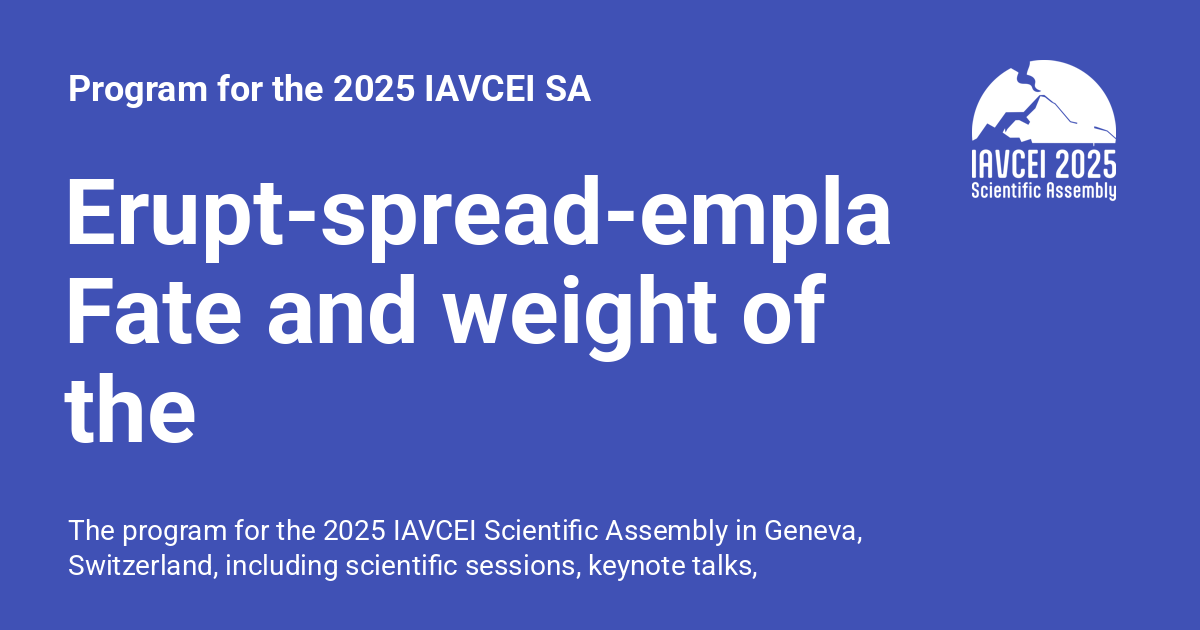 Program for the 2025 IAVCEI SA
IAVCEI 2025
Scientific Assembly
Erupt-spread-empla
Fate and weight of
the
The program for the 2025 IAVCEI Scientific Assembly in Geneva,
Switzerland, including scientific sessions, keynote talks,